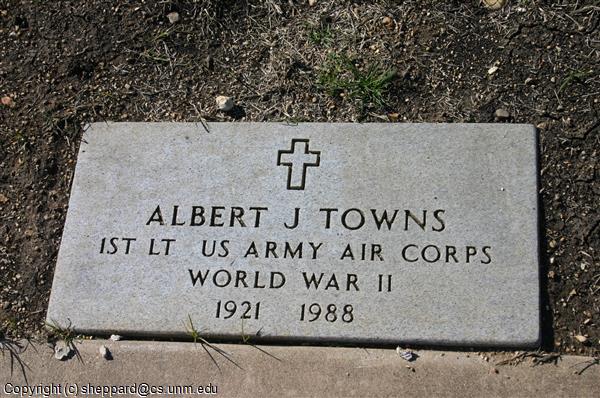 ALBERT J TOWNS
1ST LT US ARMY AIR CORPS
WORLD WAR II
1921 1988
Copyright (c) sheppard@cs.unm.edu